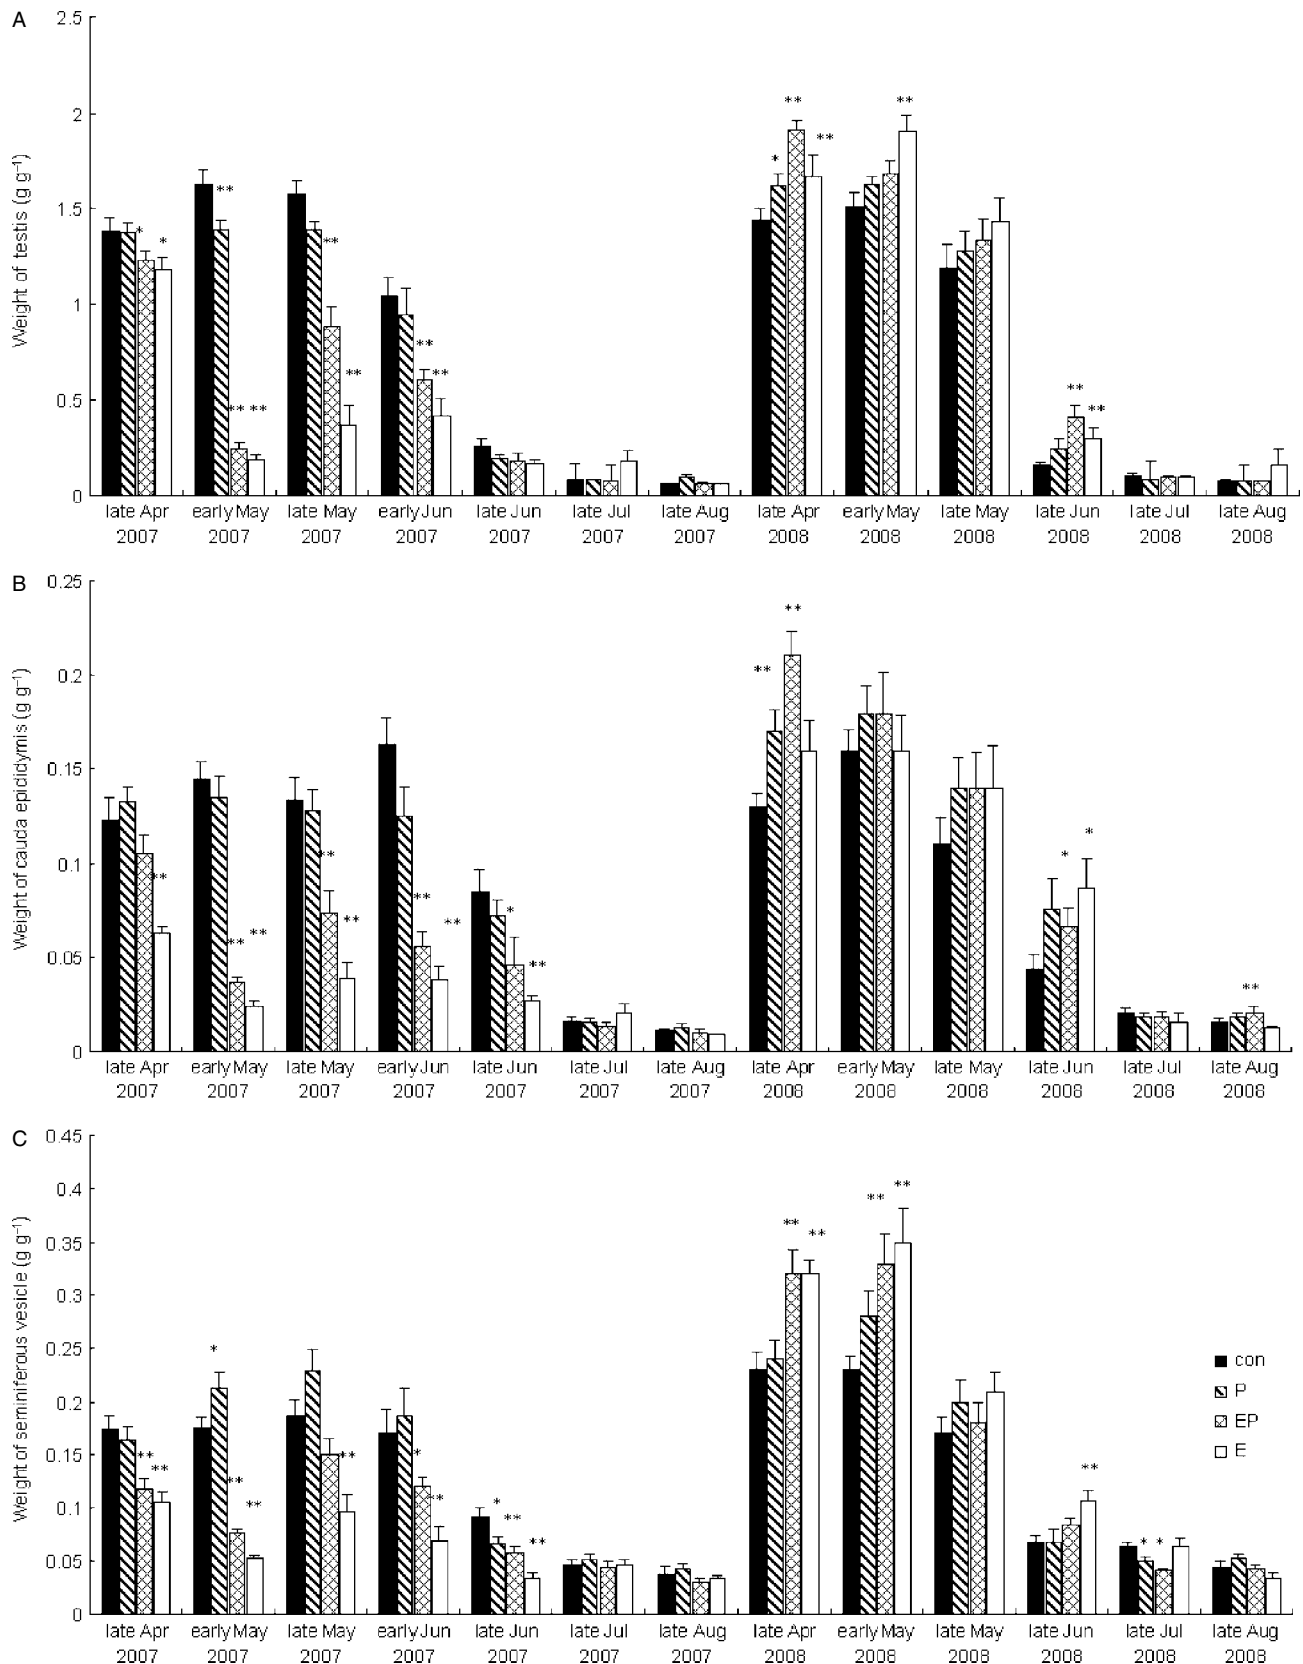 A
Weight of testis (g g⁻¹)
2.5
2
1.5
1
0.5
0
* * ** ** ** ** ** ** ** * ** ** ** ** **
late Apr early May late May early Jun late Jun late Jul late Aug late Apr early May late May late Jun late Jul late Aug
2007 2007 2007 2007 2007 2007 2007 2008 2008 2008 2008 2008
B
Weight of cauda epididymis (g g⁻¹)
0.25
0.2
0.15
0.1
0.05
0
** ** ** ** ** ** ** * ** ** ** * * **
late Apr early May late May early Jun late Jun late Jul late Aug late Apr early May late May late Jun late Jul late Aug
2007 2007 2007 2007 2007 2007 2007 2008 2008 2008 2008 2008 2008
C
Weight of seminiferous vesicle (g g⁻¹)
0.45
0.4
0.35
0.3
0.25
0.2
0.15
0.1
0.05
0
** ** * ** ** ** * ** * ** ** ** ** ** ** ** * *
con
P
EP
E
late Apr early May late May early Jun late Jun late Jul late Aug late Apr early May late May late Jun late Jul late Aug
2007 2007 2007 2007 2007 2007 2007 2008 2008 2008 2008 2008 2008